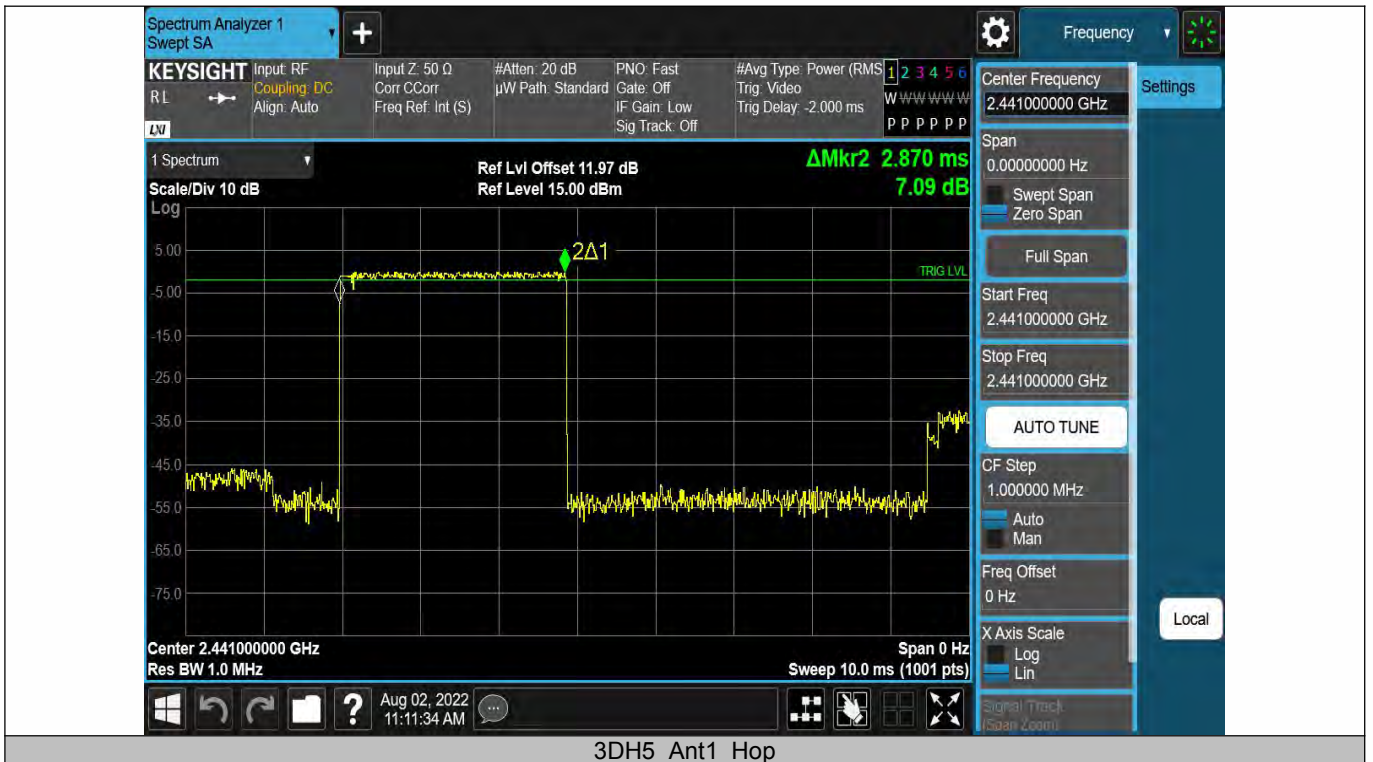 Spectrum Analyzer 1
Swept SA
+
Frequency
KEYSIGHT
RL
LXI
Input: RF
Coupling: DC
Align: Auto
Input Z: 50 Ω
Corr CCorr
Freq Ref: Int (S)
#Atten: 20 dB
µW Path: Standard
PNO: Fast
Gate: Off
IF Gain: Low
Sig Track: Off
#Avg Type: Power (RMS
Trig: Video
Trig Delay: -2.000 ms
1 2 3 4 5 6
W W W W W W
P P P P P P
Center Frequency
2.441000000 GHz
Settings
Span
0.00000000 Hz
Swept Span
Zero Span
Full Span
Start Freq
2.441000000 GHz
Stop Freq
2.441000000 GHz
AUTO TUNE
CF Step
1.000000 MHz
Auto
Man
Freq Offset
0 Hz
X Axis Scale
Log
Lin
Signal Track
(Span Zoom)
Local
1 Spectrum
Scale/Div 10 dB
Log
Ref Lvl Offset 11.97 dB
Ref Level 15.00 dBm
ΔMkr2 2.870 ms
7.09 dB
5.00
-5.00
-15.0
-25.0
-35.0
-45.0
-55.0
-65.0
-75.0
2Δ1
TRIG LVL
Center 2.441000000 GHz
Res BW 1.0 MHz
Span 0 Hz
Sweep 10.0 ms (1001 pts)
?
Aug 02, 2022
11:11:34 AM
3DH5_Ant1_Hop